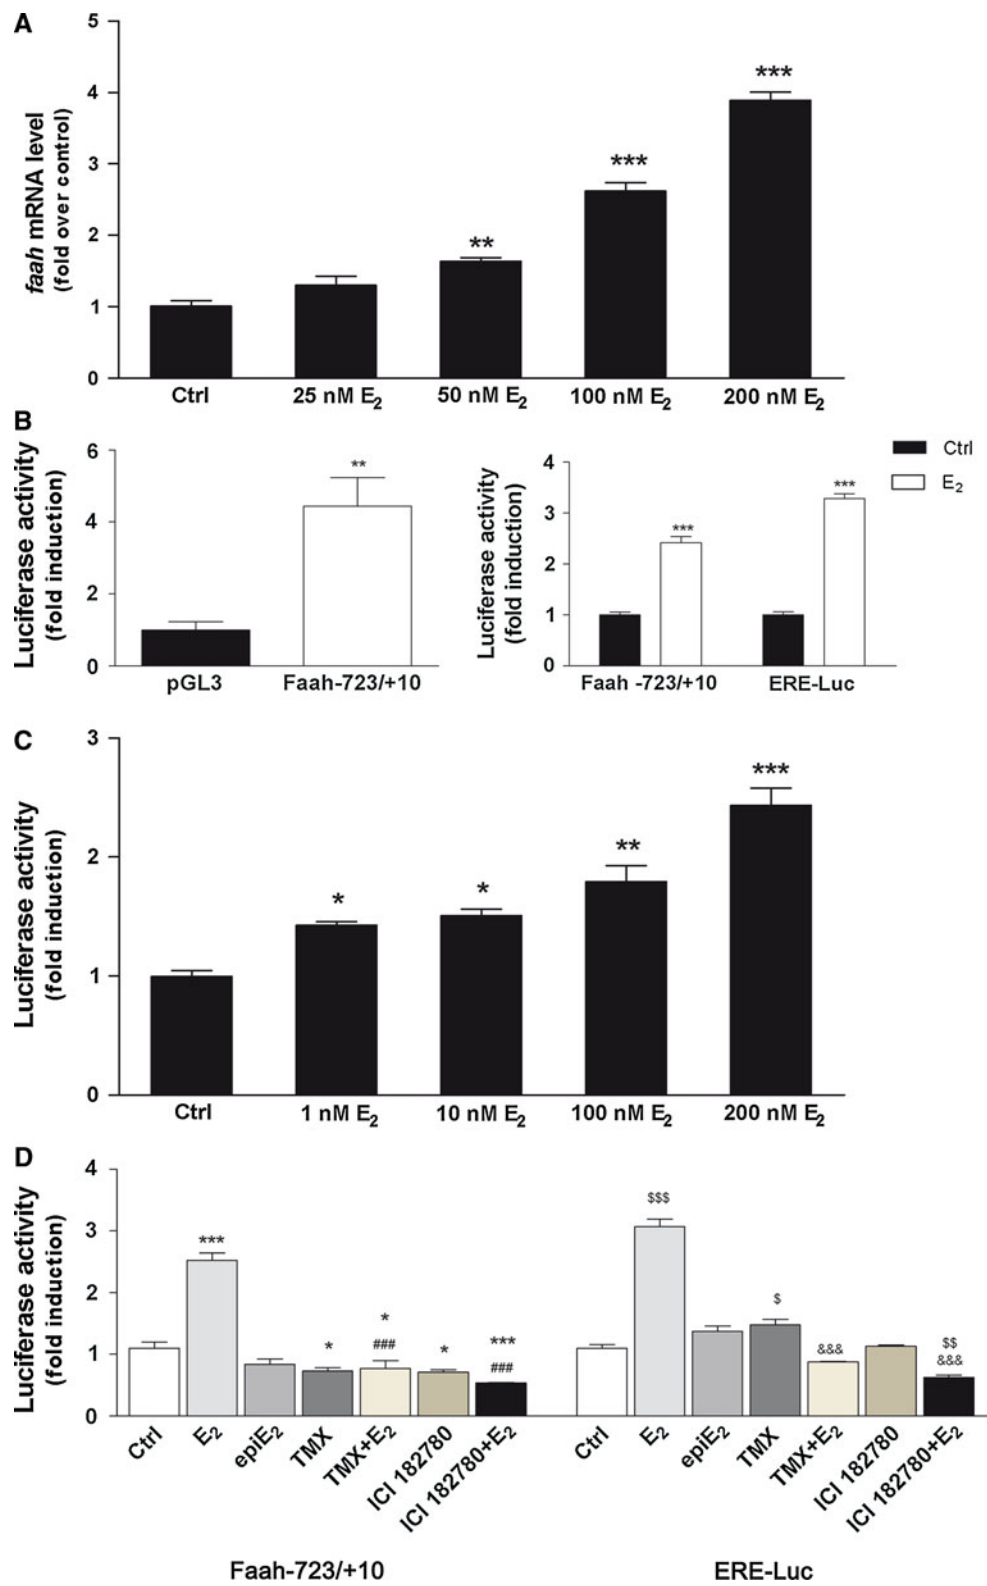 A
5
4
3
2
1
0
faah mRNA level
(fold over control)
***
***
**
Ctrl 25 nM E2 50 nM E2 100 nM E2 200 nM E2
B
6
4
2
0
Luciferase activity
(fold induction)
**
pGL3 Faah-723/+10
4
3
2
1
0
Luciferase activity
(fold induction)
***
***
Faah -723/+10 ERE-Luc
Ctrl
E2
C
3
2
1
0
Luciferase activity
(fold induction)
*
*
**
***
Ctrl 1 nM E2 10 nM E2 100 nM E2 200 nM E2
D
4
3
2
1
0
Luciferase activity
(fold induction)
***
*
*
###
*
***
###
$$$
$
&&&
$$
&&&
Ctrl
E2
epiE2
TMX
TMX+E2
ICI 182780
ICI 182780+E2
Ctrl
E2
epiE2
TMX
TMX+E2
ICI 182780
ICI 182780+E2
Faah-723/+10 ERE-Luc